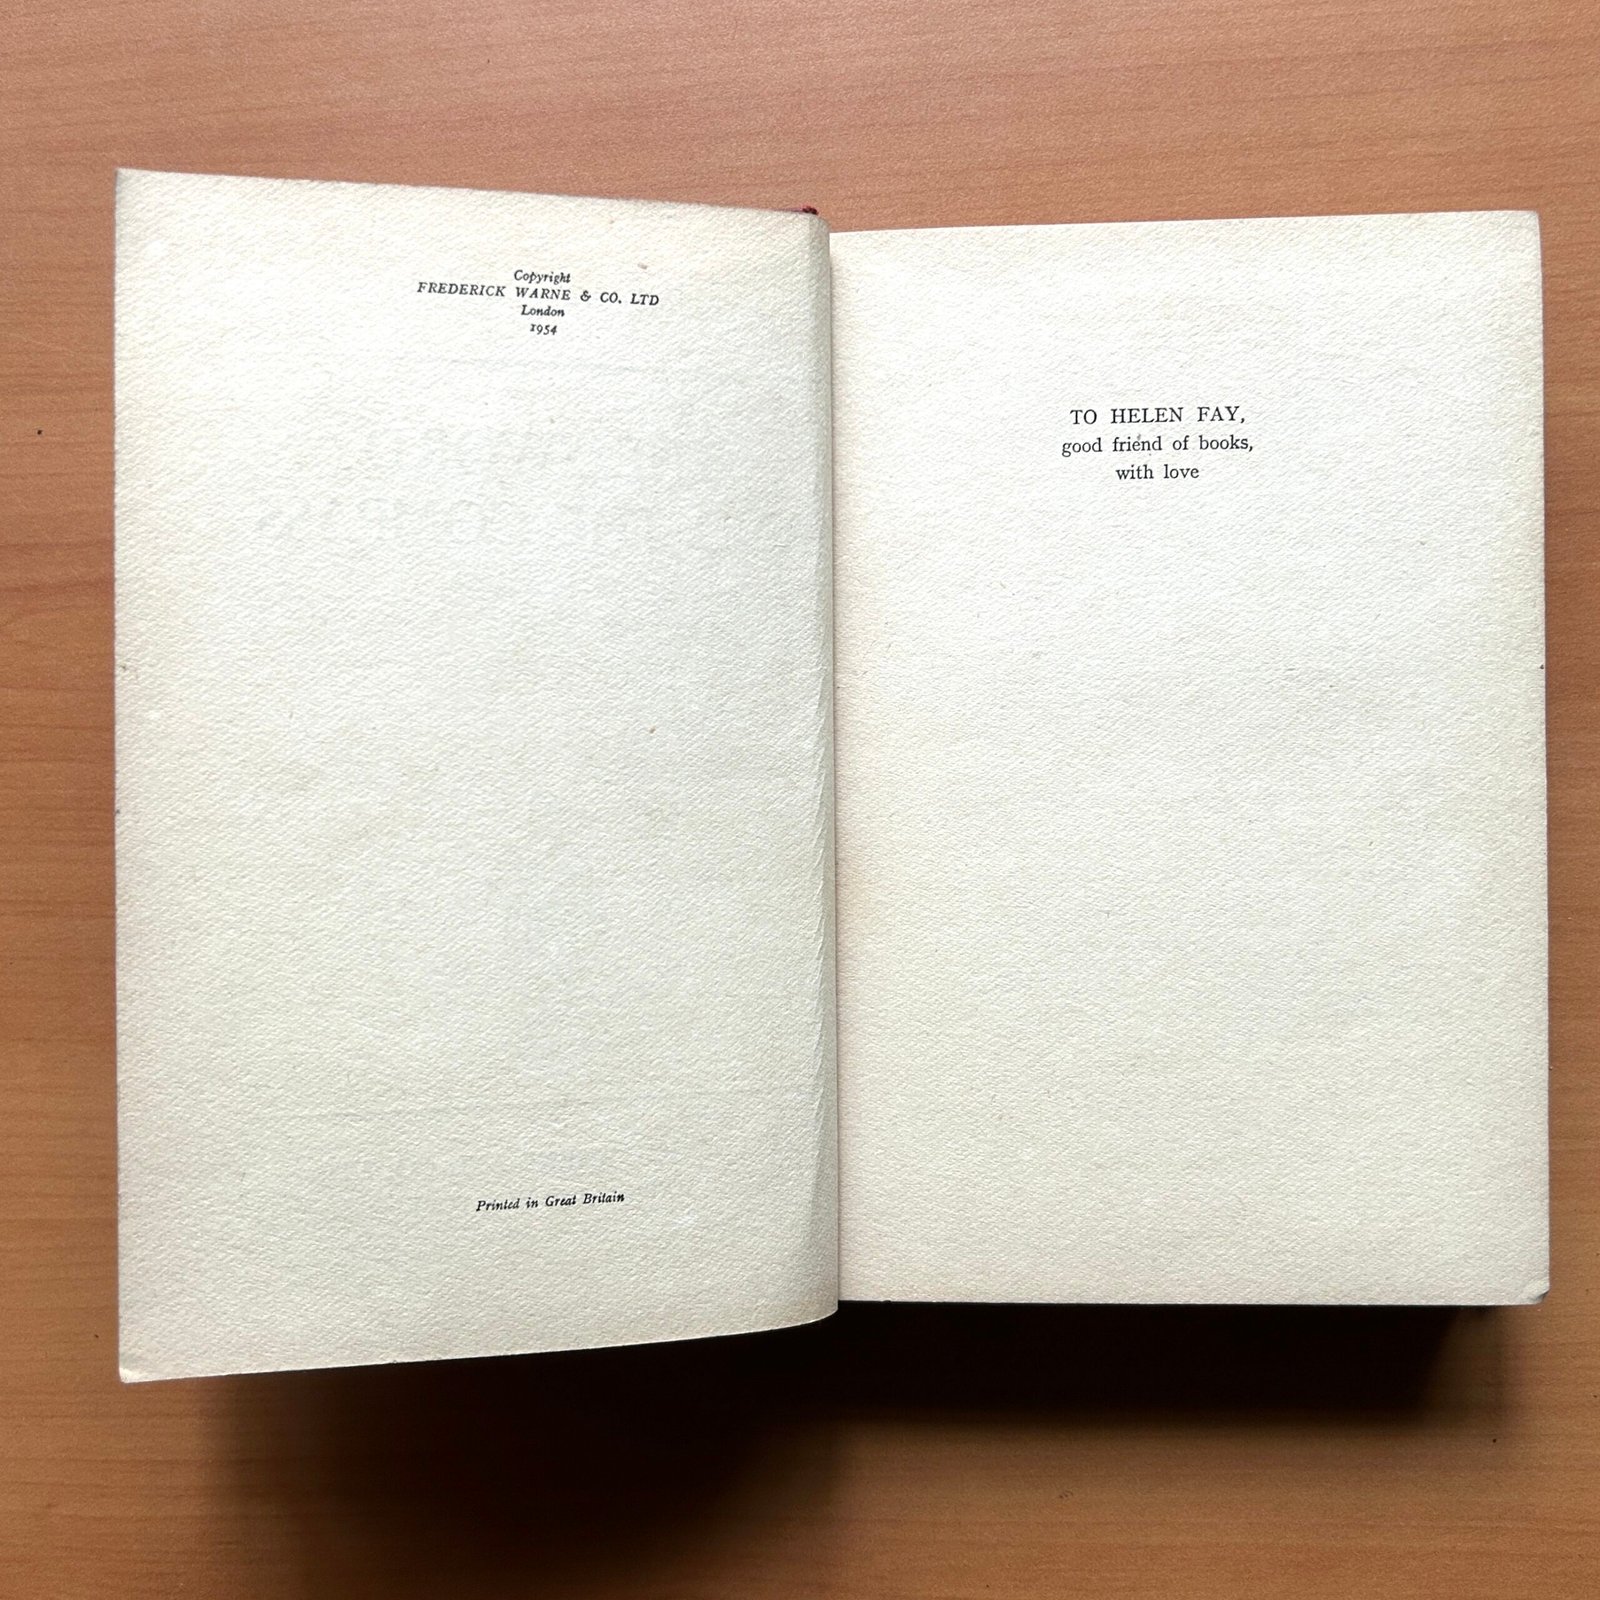 Copyright
FREDERICK WARNE & CO. LTD
London
1954
Printed in Great Britain
TO HELEN FAY,
good friend of books,
with love